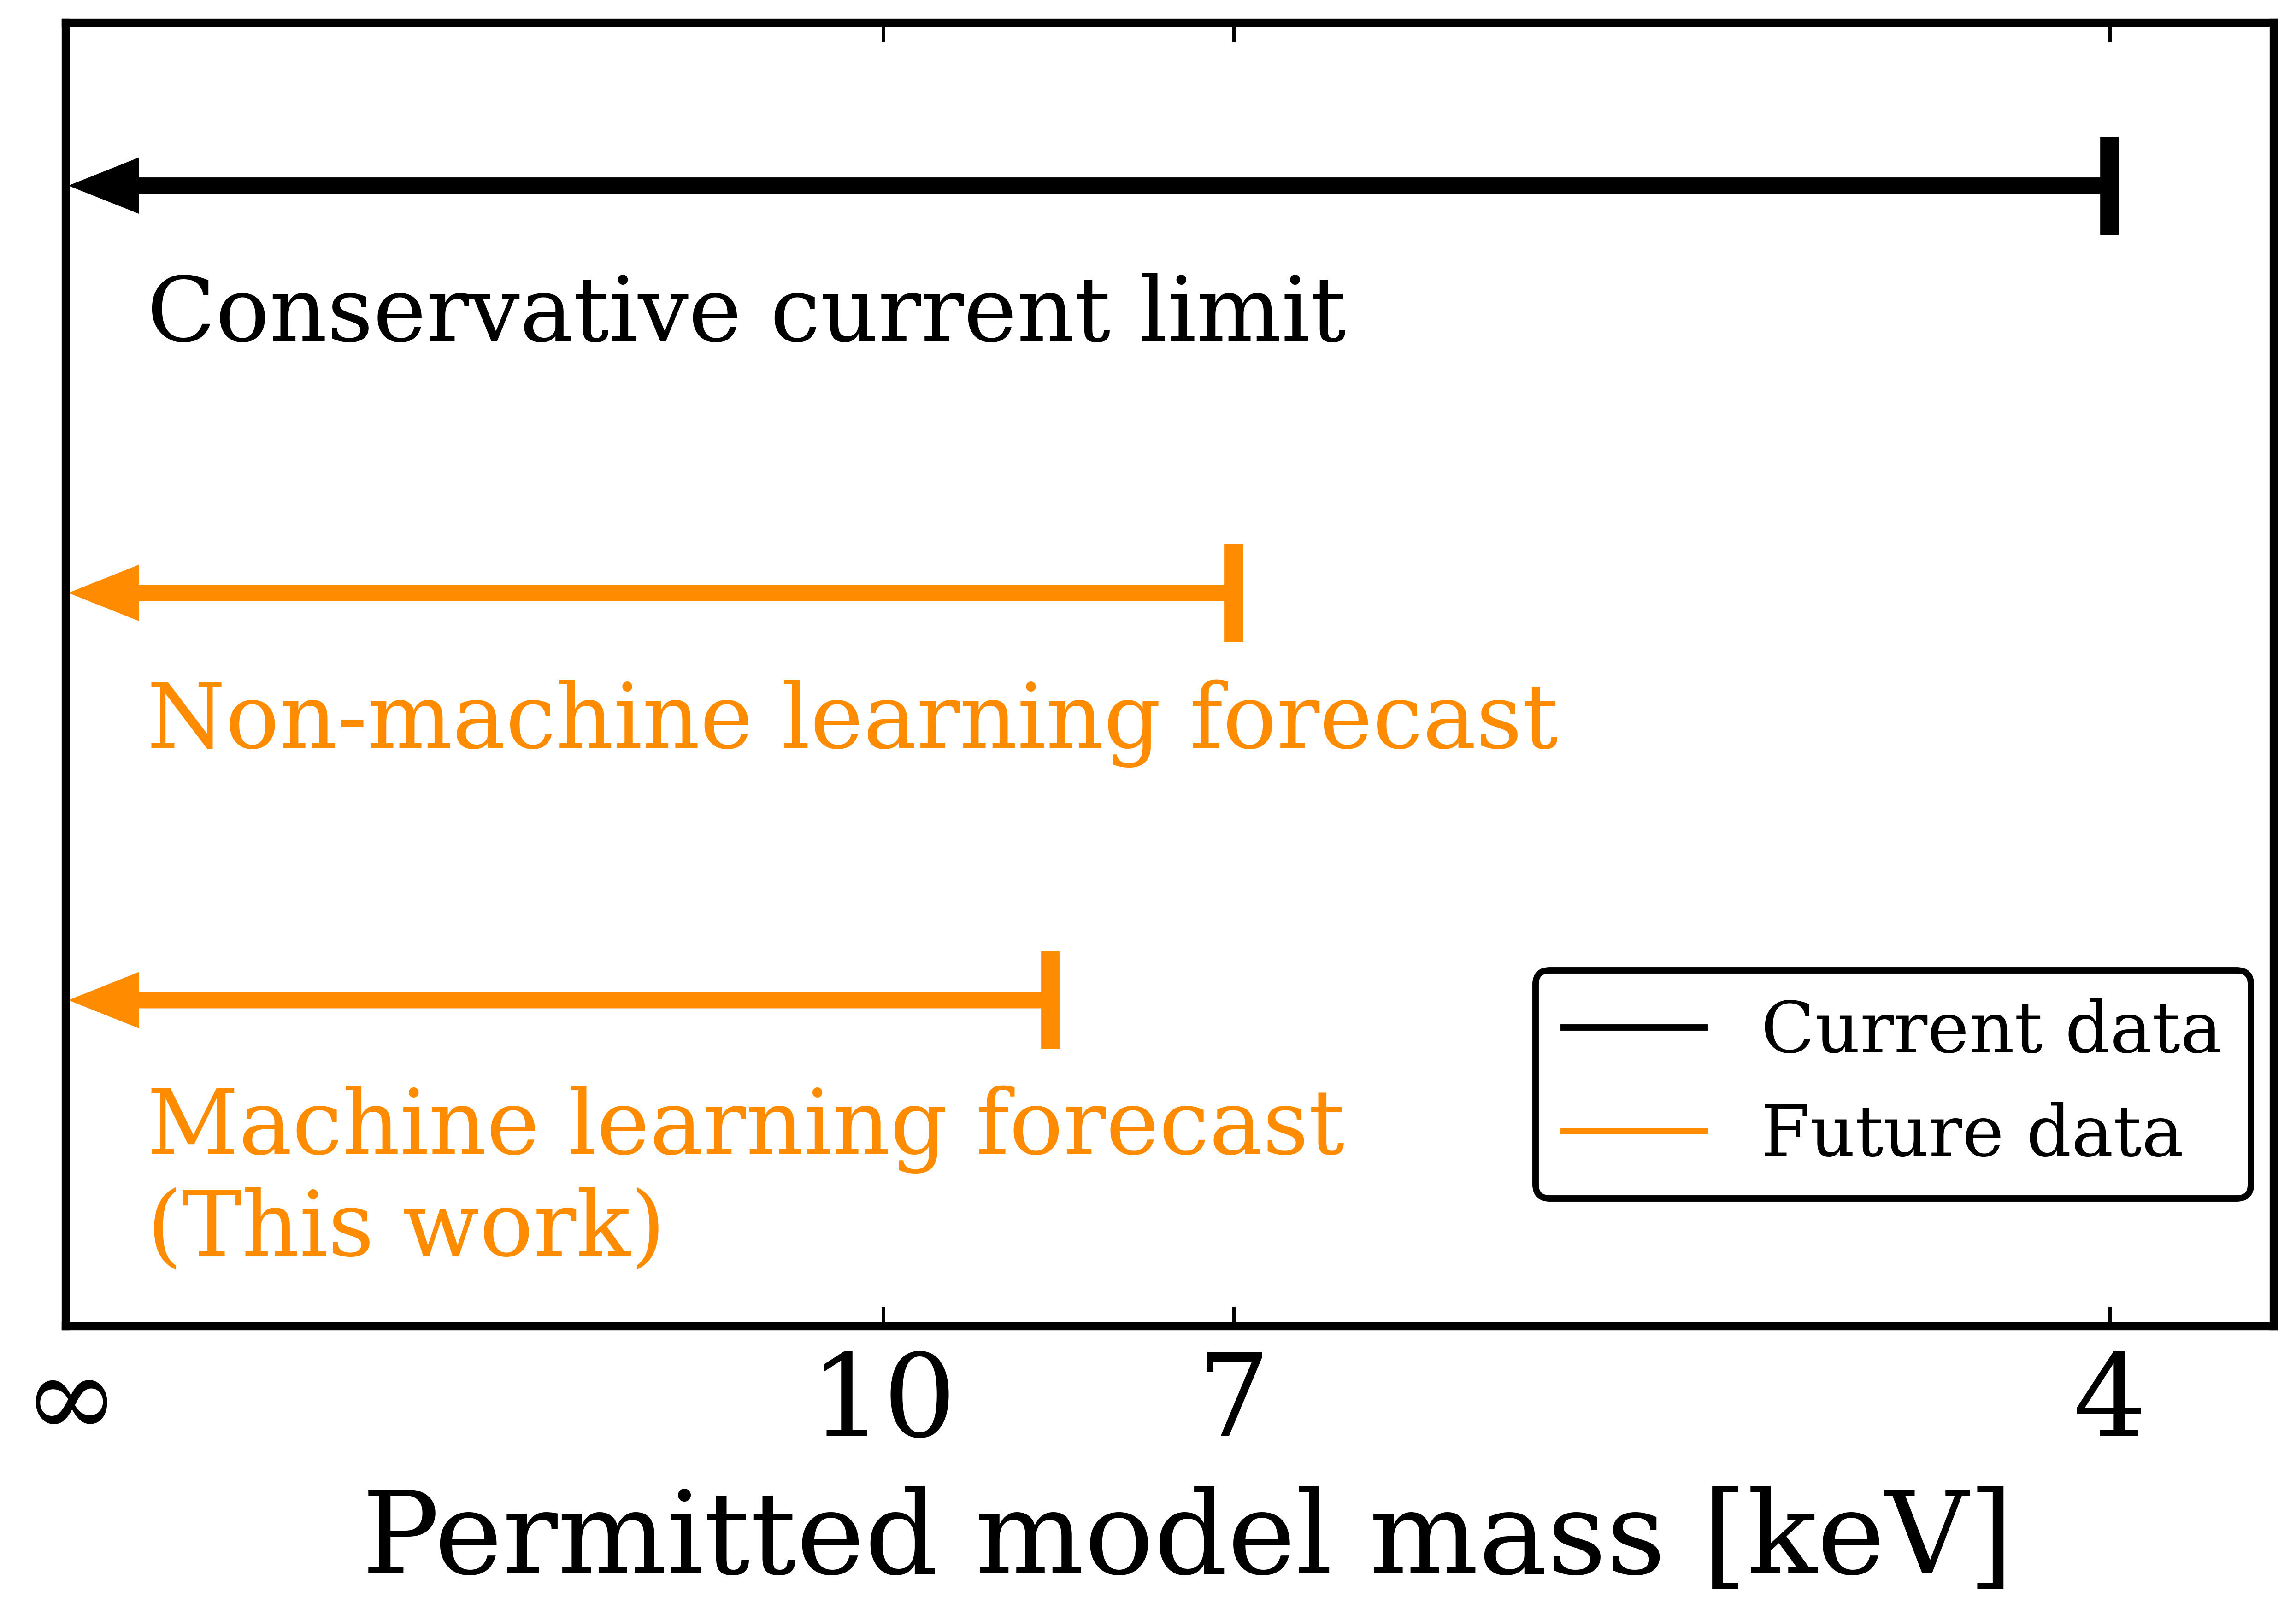 Conservative current limit
Non-machine learning forecast
Machine learning forecast
(This work)
Current data
Future data
∞ 10 7 4
Permitted model mass [keV]